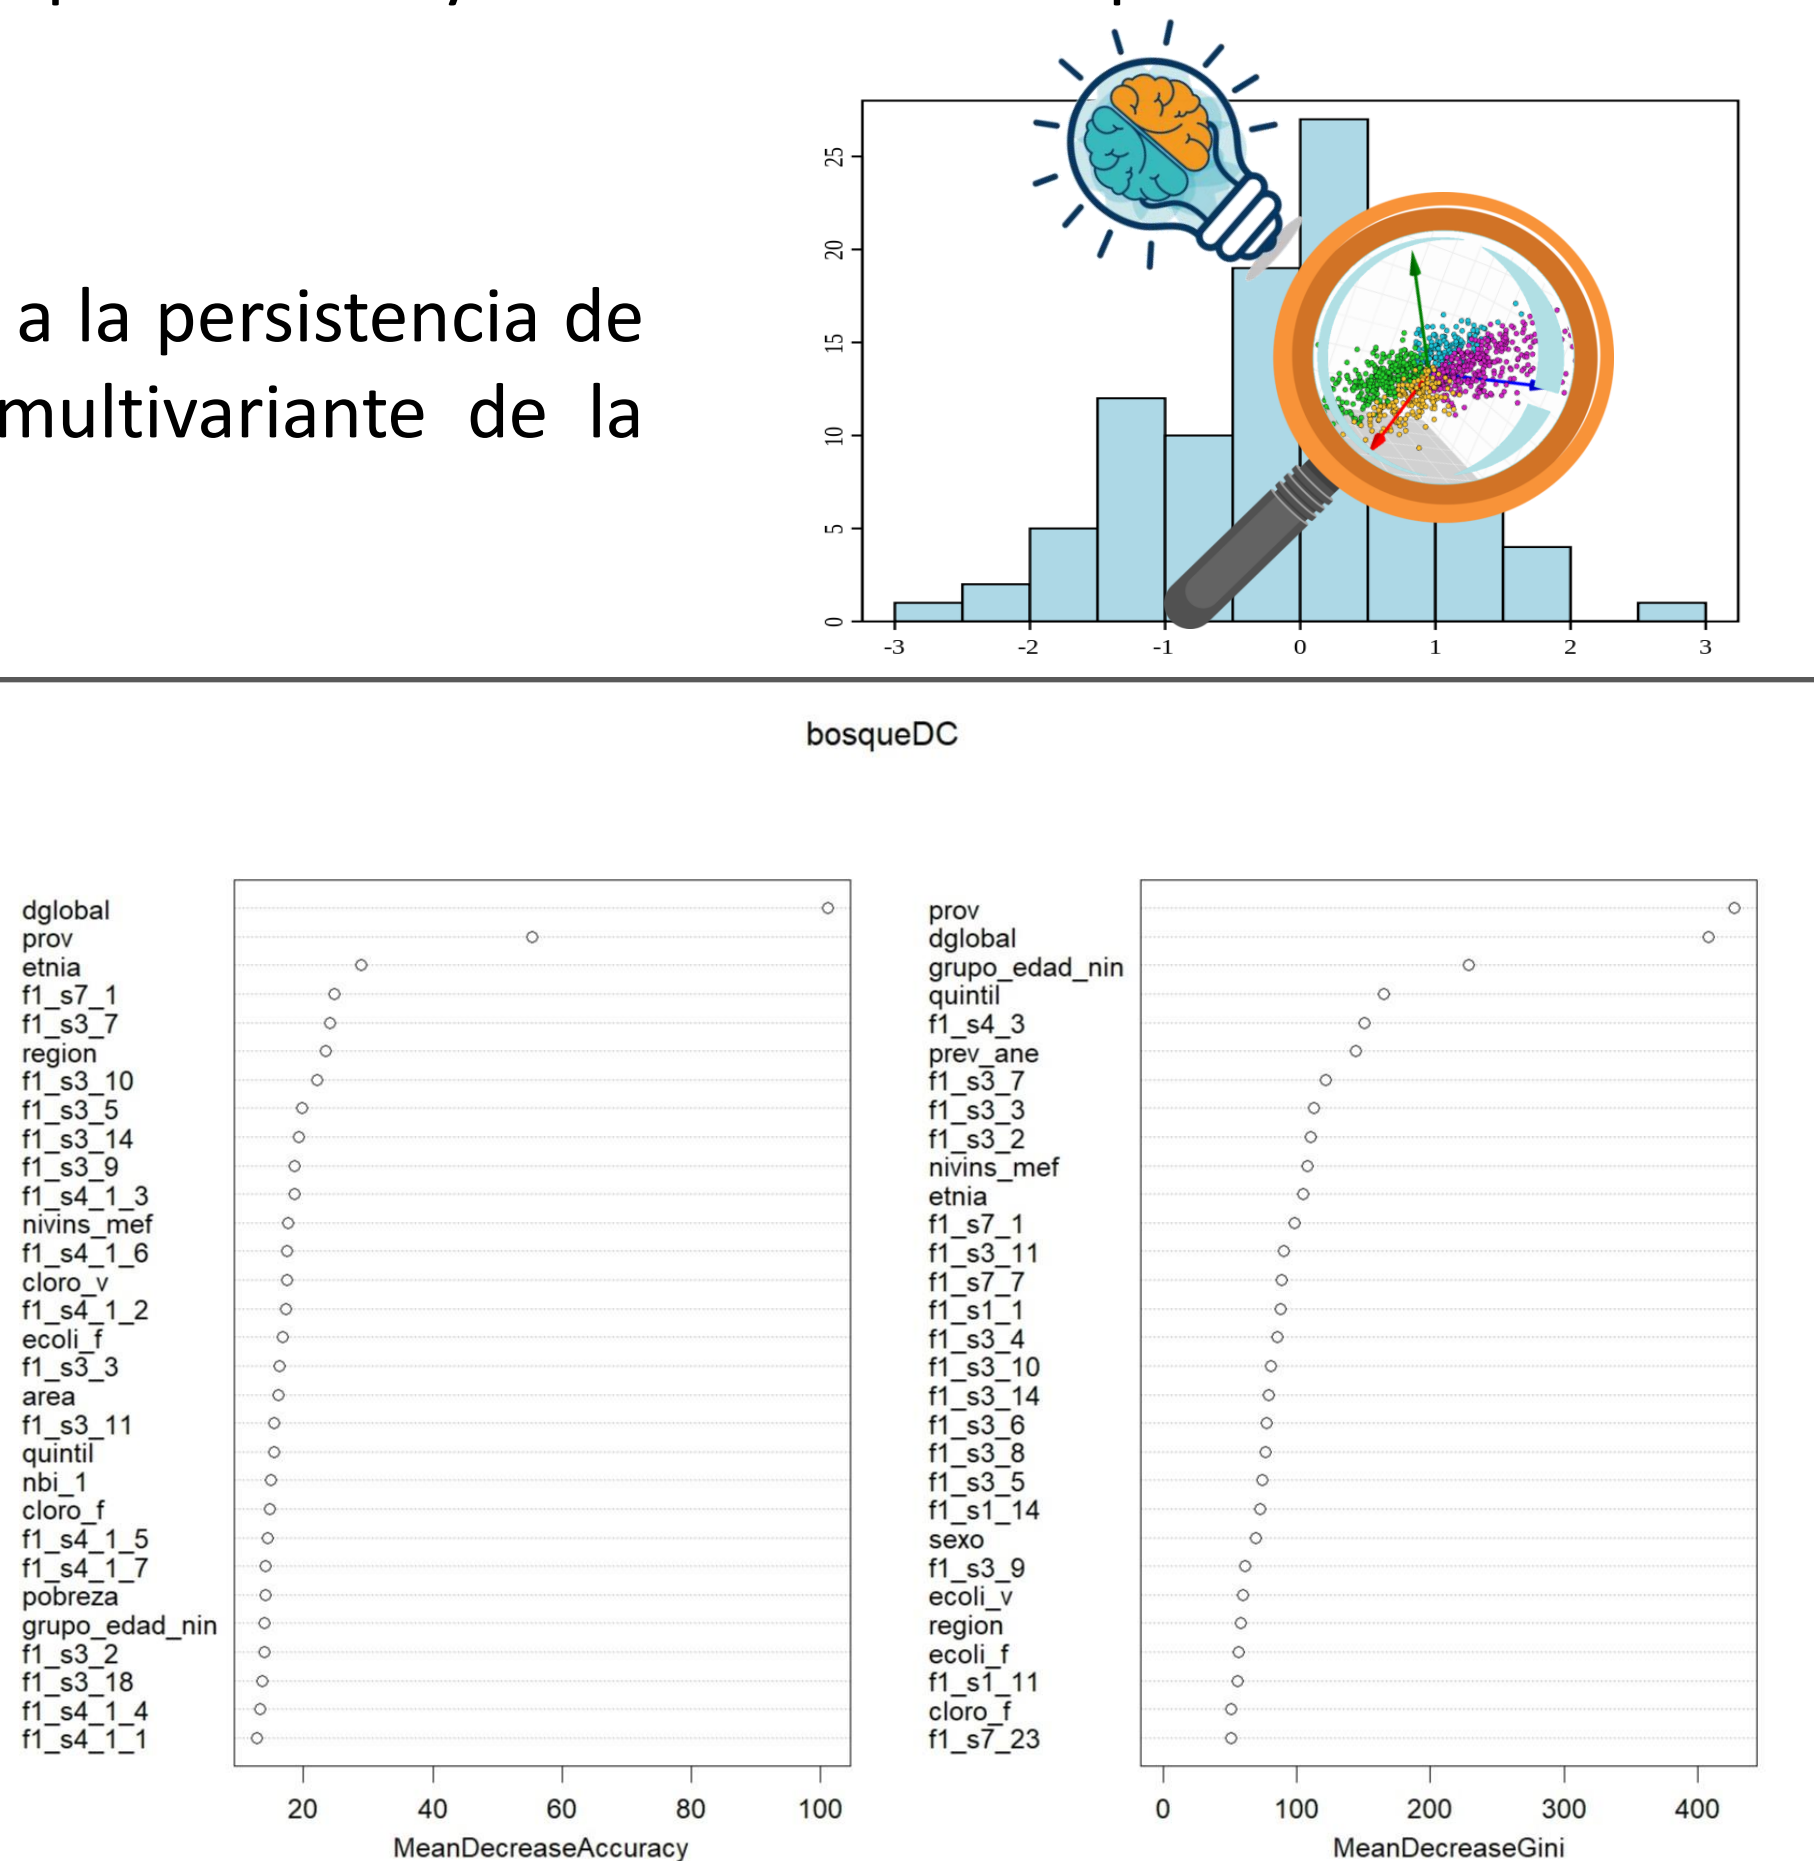 a la persistencia de
multivariante de la
25
20
15
10
5
0
-3 -2 -1 0 1 2 3
bosqueDC
dglobal
prov
etnia
f1_s7_1
f1_s3_7
region
f1_s3_10
f1_s3_5
f1_s3_14
f1_s3_9
f1_s4_1_3
nivins_mef
f1_s4_1_6
cloro_v
f1_s4_1_2
ecoli_f
f1_s3_3
area
f1_s3_11
quintil
nbi_1
cloro_f
f1_s4_1_5
f1_s4_1_7
pobreza
grupo_edad_nin
f1_s3_2
f1_s3_18
f1_s4_1_4
f1_s4_1_1
20 40 60 80 100
MeanDecreaseAccuracy
prov
dglobal
grupo_edad_nin
quintil
f1_s4_3
prev_ane
f1_s3_7
f1_s3_3
f1_s3_2
nivins_mef
etnia
f1_s7_1
f1_s3_11
f1_s7_7
f1_s1_1
f1_s3_4
f1_s3_10
f1_s3_14
f1_s3_6
f1_s3_8
f1_s3_5
f1_s1_14
sexo
f1_s3_9
ecoli_v
region
ecoli_f
f1_s1_11
cloro_f
f1_s7_23
0 100 200 300 400
MeanDecreaseGini